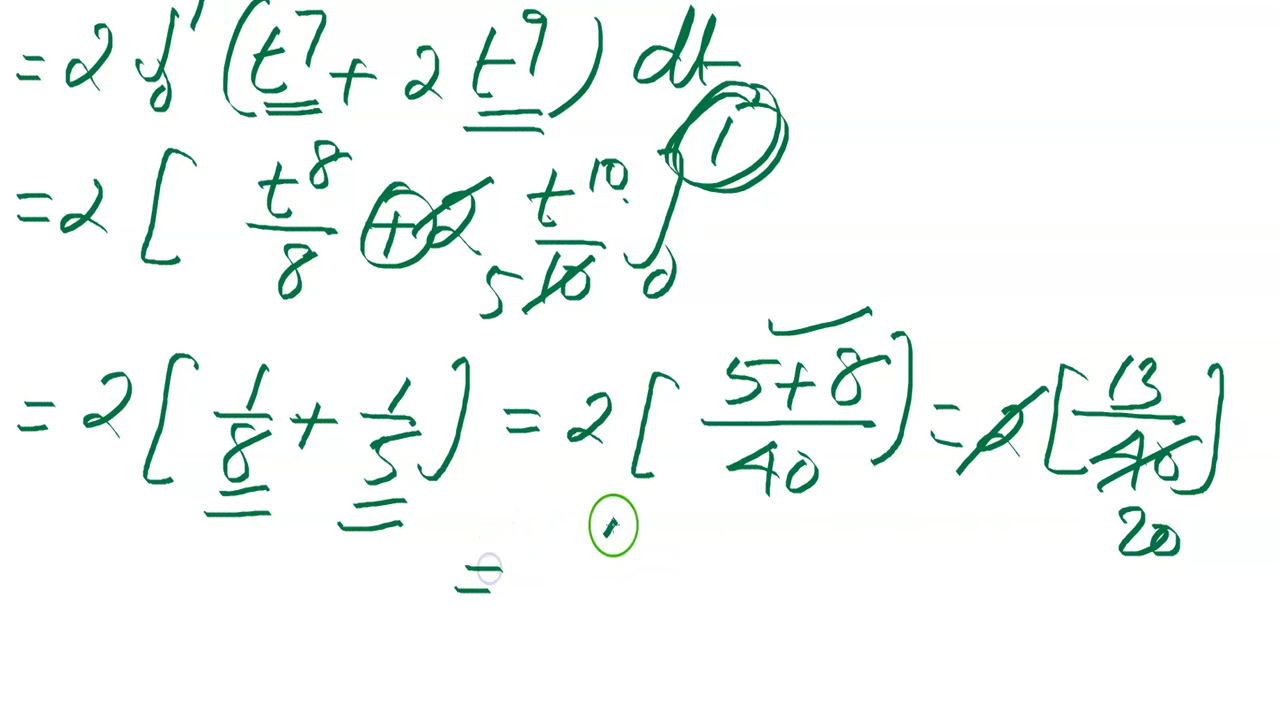 = 2 ∫₀¹ (t⁷ + 2 t⁹) dt
= 2 [ t⁸/8 + 2 t¹⁰/10 5 ]₀¹
= 2 [ 1/8 + 1/5 ] = 2 [ (5+8)/40 ] = 2 [ 13/40 ] 20
=